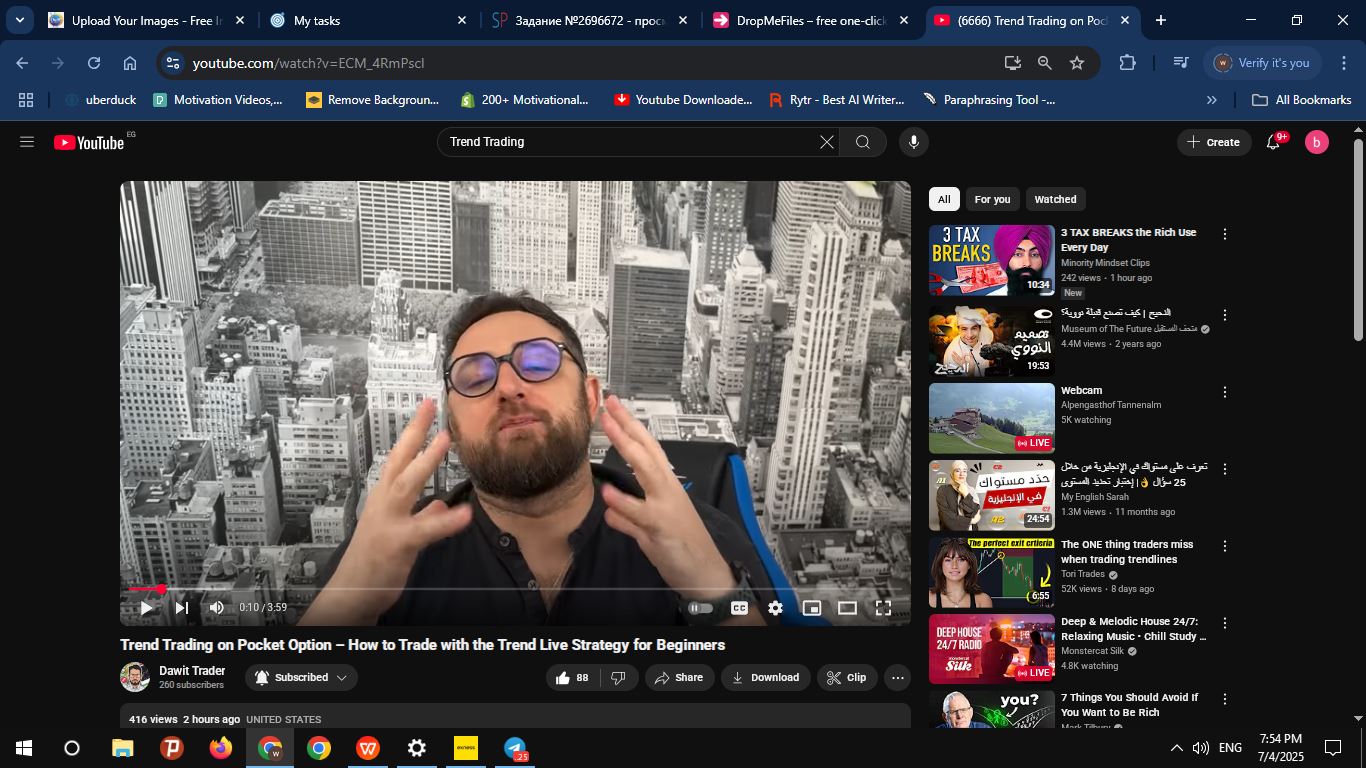 Upload Your Images - Free I
My tasks
Задание №2696672 - прос
DropMeFiles – free one-click
(6666) Trend Trading on Poc
youtube.com/watch?v=ECM_4RmPscI
Verify it's you
uberduck
Motivation Videos,...
Remove Backgroun...
200+ Motivational...
Youtube Downloade...
Rytr - Best AI Writer...
Paraphrasing Tool -...
All Bookmarks
YouTube EG
Trend Trading
Create
9+
b
All
For you
Watched
3 TAX BREAKS
10:34
3 TAX BREAKS the Rich Use
Every Day
Minority Mindset Clips
242 views • 1 hour ago
New
تصميم
النووي
الدحيح
19:53
الدحيح | كيف تصنع قنبلة نووية؟
Museum of The Future متحف المستقبل
4.4M views • 2 years ago
LIVE
Webcam
Alpengasthof Tannenalm
5K watching
حدّد مستواك
في الإنجليزية
24:54
تعرف على مستواك في الإنجليزية من خلال
25 سؤال 👌| إختبار تحديد المستوى
My English Sarah
1.3M views • 11 months ago
The perfect exit criteria
6:55
The ONE thing traders miss
when trading trendlines
Tori Trades
52K views • 8 days ago
DEEP HOUSE
24/7 RADIO
Monstercat
Silk
LIVE
Deep & Melodic House 24/7:
Relaxing Music • Chill Study ...
Monstercat Silk
4.8K watching
you?
7 Things You Should Avoid If
You Want to Be Rich
Mark Tilbury
0:10 / 3:59
CC
Trend Trading on Pocket Option – How to Trade with the Trend Live Strategy for Beginners
Dawit Trader
260 subscribers
Subscribed
88
Share
Download
Clip
416 views 2 hours ago UNITED STATES
exness
25
ENG
7:54 PM
7/4/2025